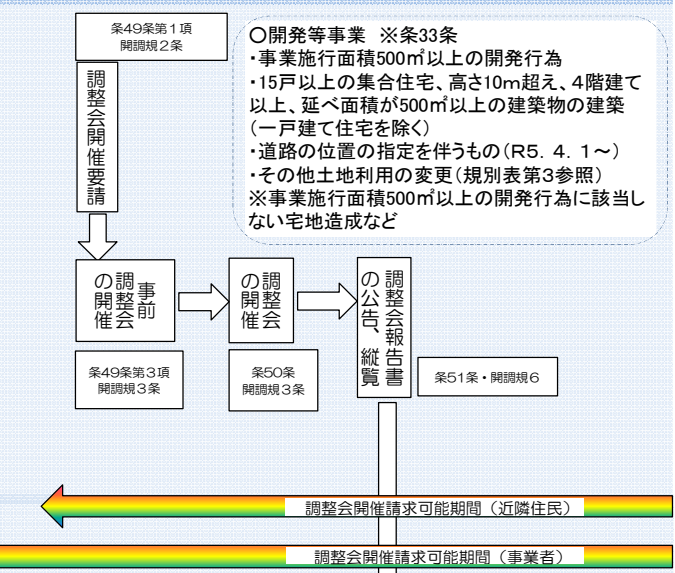 条49条第1項
開調規2条
調整会開催要請
〇開発等事業 ※条33条
・事業施行面積500㎡以上の開発行為
・15戸以上の集合住宅、高さ10m超え、4階建て
以上、延べ面積が500㎡以上の建築物の建築
(一戸建て住宅を除く)
・道路の位置の指定を伴うもの(R5.4.1~)
・その他土地利用の変更(規別表第3参照)
※事業施行面積500㎡以上の開発行為に該当し
ない宅地造成など
事前
調整会
の開催
調整会
の開催
調整会報告書
の公告、縦覧
条49条第3項
開調規3条
条50条
開調規3条
条51条・開調規6
調整会開催請求可能期間(近隣住民)
調整会開催請求可能期間(事業者)